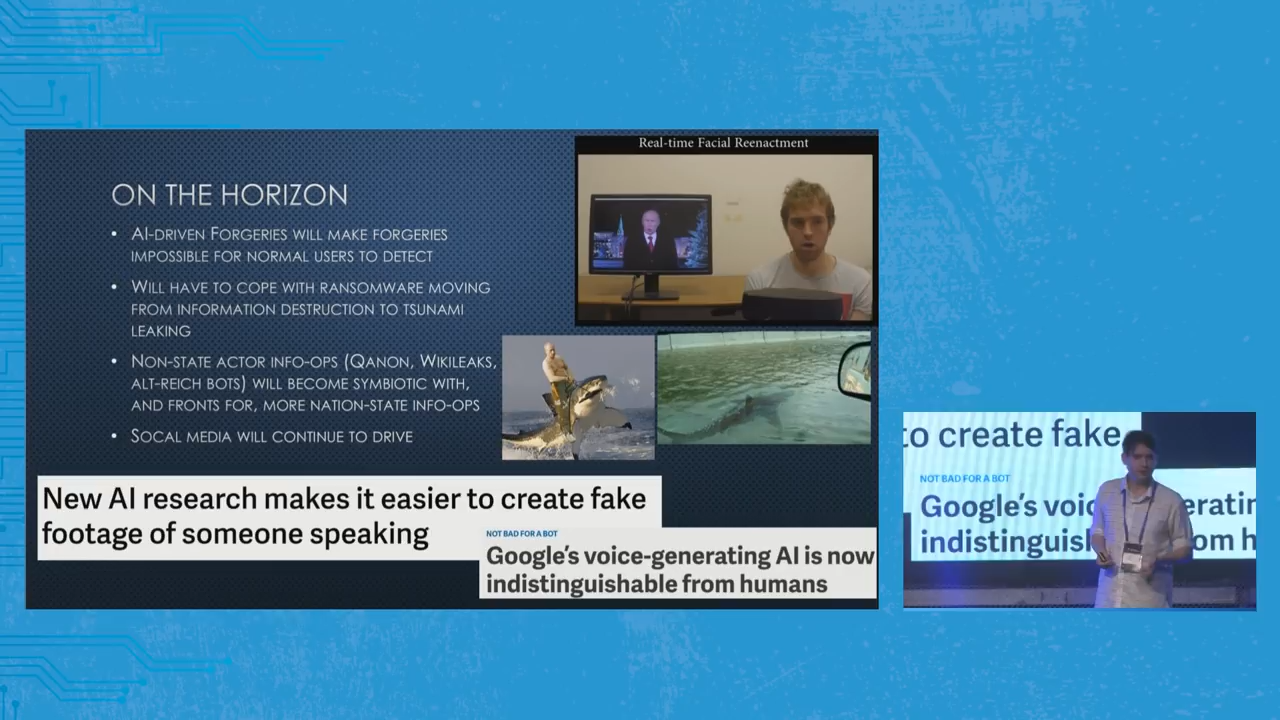 Real-time Facial Reenactment
ON THE HORIZON
• AI-DRIVEN FORGERIES WILL MAKE FORGERIES
IMPOSSIBLE FOR NORMAL USERS TO DETECT
• WILL HAVE TO COPE WITH RANSOMWARE MOVING
FROM INFORMATION DESTRUCTION TO TSUNAMI
LEAKING
• NON-STATE ACTOR INFO-OPS (QANON, WIKILEAKS,
ALT-REICH BOTS) WILL BECOME SYMBIOTIC WITH,
AND FRONTS FOR, MORE NATION-STATE INFO-OPS
• SOCAL MEDIA WILL CONTINUE TO DRIVE
New AI research makes it easier to create fake
footage of someone speaking
NOT BAD FOR A BOT
Google's voice-generating AI is now
indistinguishable from humans
to create fake
NOT BAD FOR A BOT
Google's voic eratin
indistinguish om h